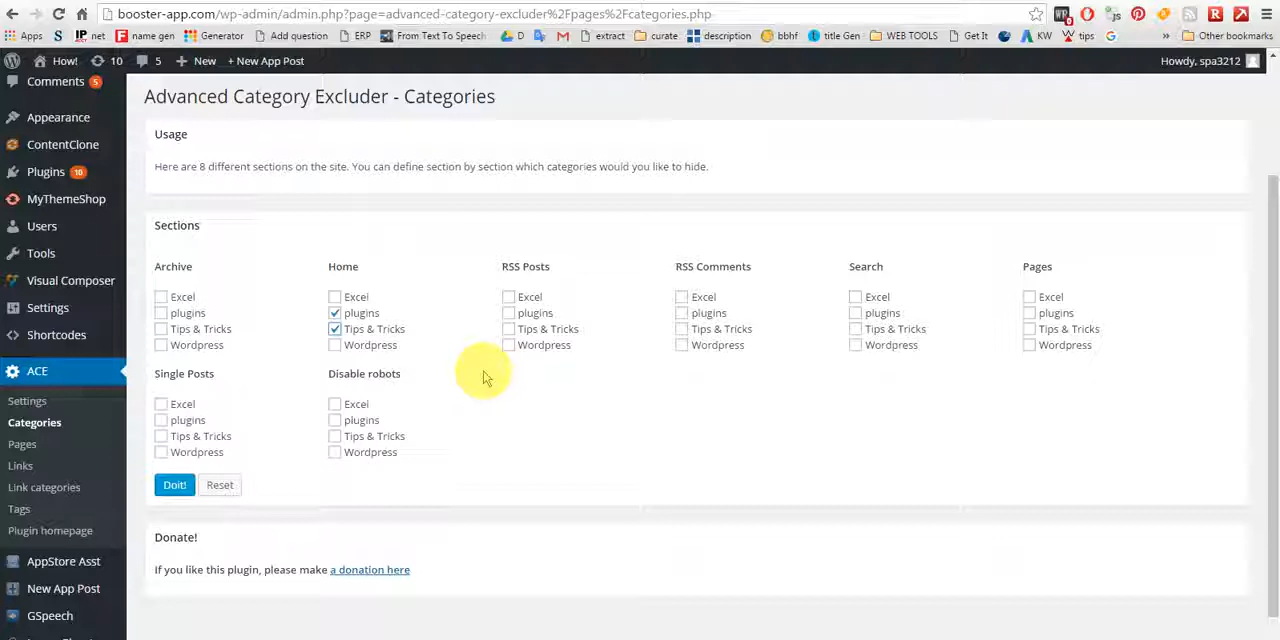 booster-app.com/wp-admin/admin.php?page=advanced-category-excluder%2Fpages%2Fcategories.php
Apps S IP .net name gen Generator Add question ERP From Text To Speech D extract curate description bbhf title Gen WEB TOOLS Get It KW tips » Other bookmarks
How! 10 5 New + New App Post Howdy, spa3212
Comments 5
Appearance
ContentClone
Plugins 10
MyThemeShop
Users
Tools
Visual Composer
Settings
Shortcodes
ACE
Settings
Categories
Pages
Links
Link categories
Tags
Plugin homepage
AppStore Asst
New App Post
GSpeech
Advanced Category Excluder - Categories
Usage
Here are 8 different sections on the site. You can define section by section which categories would you like to hide.
Sections
Archive Home RSS Posts RSS Comments Search Pages
Excel Excel Excel Excel Excel Excel
plugins plugins plugins plugins plugins plugins
Tips & Tricks Tips & Tricks Tips & Tricks Tips & Tricks Tips & Tricks Tips & Tricks
Wordpress Wordpress Wordpress Wordpress Wordpress Wordpress
Single Posts Disable robots
Excel Excel
plugins plugins
Tips & Tricks Tips & Tricks
Wordpress Wordpress
Doit! Reset
Donate!
If you like this plugin, please make a donation here